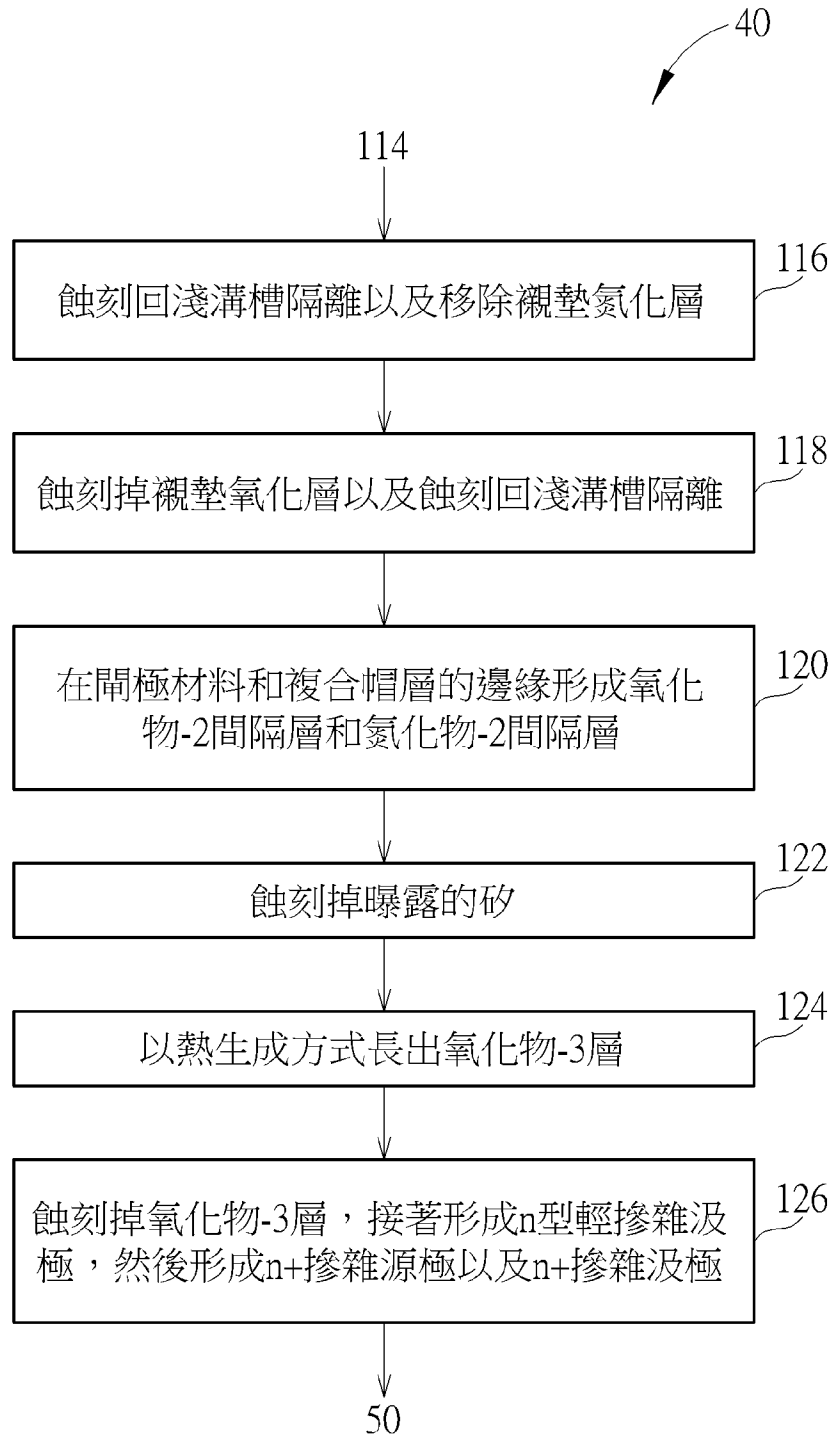 40
114
116
蝕刻回淺溝槽隔離以及移除襯墊氮化層
118
蝕刻掉襯墊氧化層以及蝕刻回淺溝槽隔離
120
在閘極材料和複合帽層的邊緣形成氧化
物-2間隔層和氮化物-2間隔層
122
蝕刻掉曝露的矽
124
以熱生成方式長出氧化物-3層
126
蝕刻掉氧化物-3層，接著形成n型輕摻雜汲
極，然後形成n+摻雜源極以及n+摻雜汲極
50